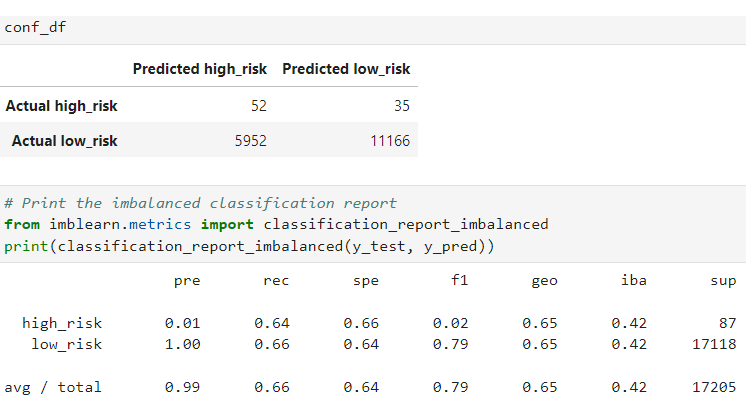 conf_df
Predicted high_risk Predicted low_risk
Actual high_risk 52 35
Actual low_risk 5952 11166
# Print the imbalanced classification report
from imblearn.metrics import classification_report_imbalanced
print(classification_report_imbalanced(y_test, y_pred))
pre rec spe f1 geo iba sup
high_risk 0.01 0.64 0.66 0.02 0.65 0.42 87
low_risk 1.00 0.66 0.64 0.79 0.65 0.42 17118
avg / total 0.99 0.66 0.64 0.79 0.65 0.42 17205